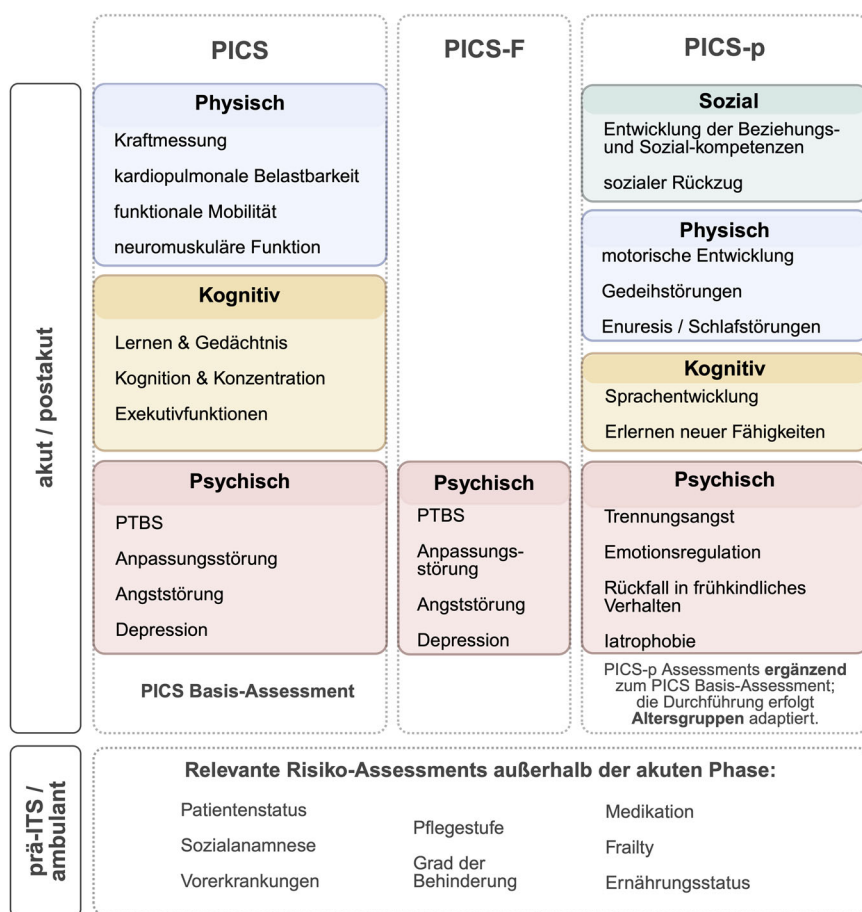 PICS
PICS-F
PICS-p
akut / postakut
Physisch
Kraftmessung
kardiopulmonale Belastbarkeit
funktionale Mobilität
neuromuskuläre Funktion
Kognitiv
Lernen & Gedächtnis
Kognition & Konzentration
Exekutivfunktionen
Psychisch
PTBS
Anpassungsstörung
Angststörung
Depression
PICS Basis-Assessment
Psychisch
PTBS
Anpassungs-
störung
Angststörung
Depression
Sozial
Entwicklung der Beziehungs-
und Sozial-kompetenzen
sozialer Rückzug
Physisch
motorische Entwicklung
Gedeihstörungen
Enuresis / Schlafstörungen
Kognitiv
Sprachentwicklung
Erlernen neuer Fähigkeiten
Psychisch
Trennungsangst
Emotionsregulation
Rückfall in frühkindliches
Verhalten
Iatrophobie
PICS-p Assessments ergänzend
zum PICS Basis-Assessment;
die Durchführung erfolgt
Altersgruppen adaptiert.
prä-ITS /
ambulant
Relevante Risiko-Assessments außerhalb der akuten Phase:
Patientenstatus
Sozialanamnese
Vorerkrankungen
Pflegestufe
Grad der
Behinderung
Medikation
Frailty
Ernährungsstatus